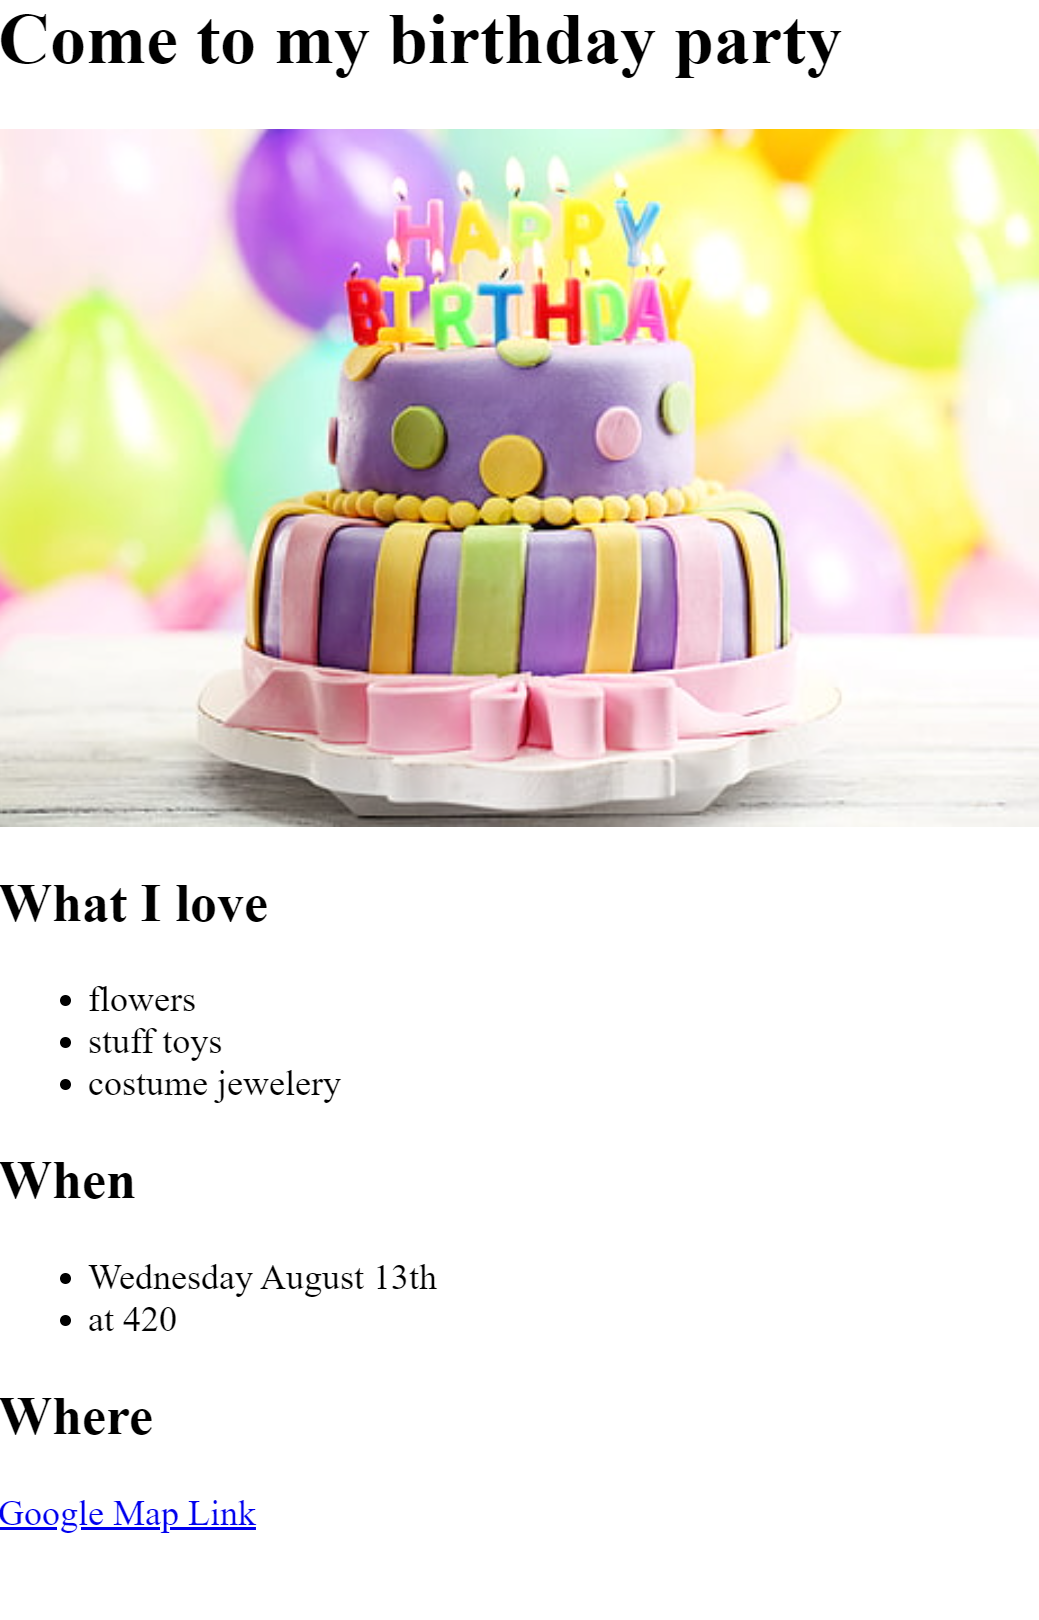 Come to my birthday party
HAPPY
BIRTHDAY
What I love
flowers
stuff toys
costume jewelery
When
Wednesday August 13th
at 420
Where
Google Map Link